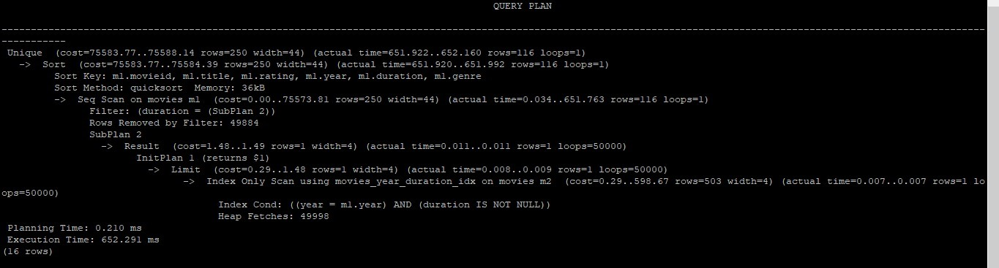 QUERY PLAN
----------------------------------------------------------------------------------------------------------------------------------------------------------------------
-----------
Unique  (cost=75583.77..75588.14 rows=250 width=44) (actual time=651.922..652.160 rows=116 loops=1)
  ->  Sort  (cost=75583.77..75584.39 rows=250 width=44) (actual time=651.920..651.992 rows=116 loops=1)
        Sort Key: m1.movieid, m1.title, m1.rating, m1.year, m1.duration, m1.genre
        Sort Method: quicksort  Memory: 36kB
        ->  Seq Scan on movies m1  (cost=0.00..75573.81 rows=250 width=44) (actual time=0.034..651.763 rows=116 loops=1)
              Filter: (duration = (SubPlan 2))
              Rows Removed by Filter: 49884
              SubPlan 2
                ->  Result  (cost=1.48..1.49 rows=1 width=4) (actual time=0.011..0.011 rows=1 loops=50000)
                      InitPlan 1 (returns $1)
                        ->  Limit  (cost=0.29..1.48 rows=1 width=4) (actual time=0.008..0.009 rows=1 loops=50000)
                              ->  Index Only Scan using movies_year_duration_idx on movies m2  (cost=0.29..598.67 rows=503 width=4) (actual time=0.007..0.007 rows=1 lo
ops=50000)
                                    Index Cond: ((year = m1.year) AND (duration IS NOT NULL))
                                    Heap Fetches: 49998
Planning Time: 0.210 ms
Execution Time: 652.291 ms
(16 rows)